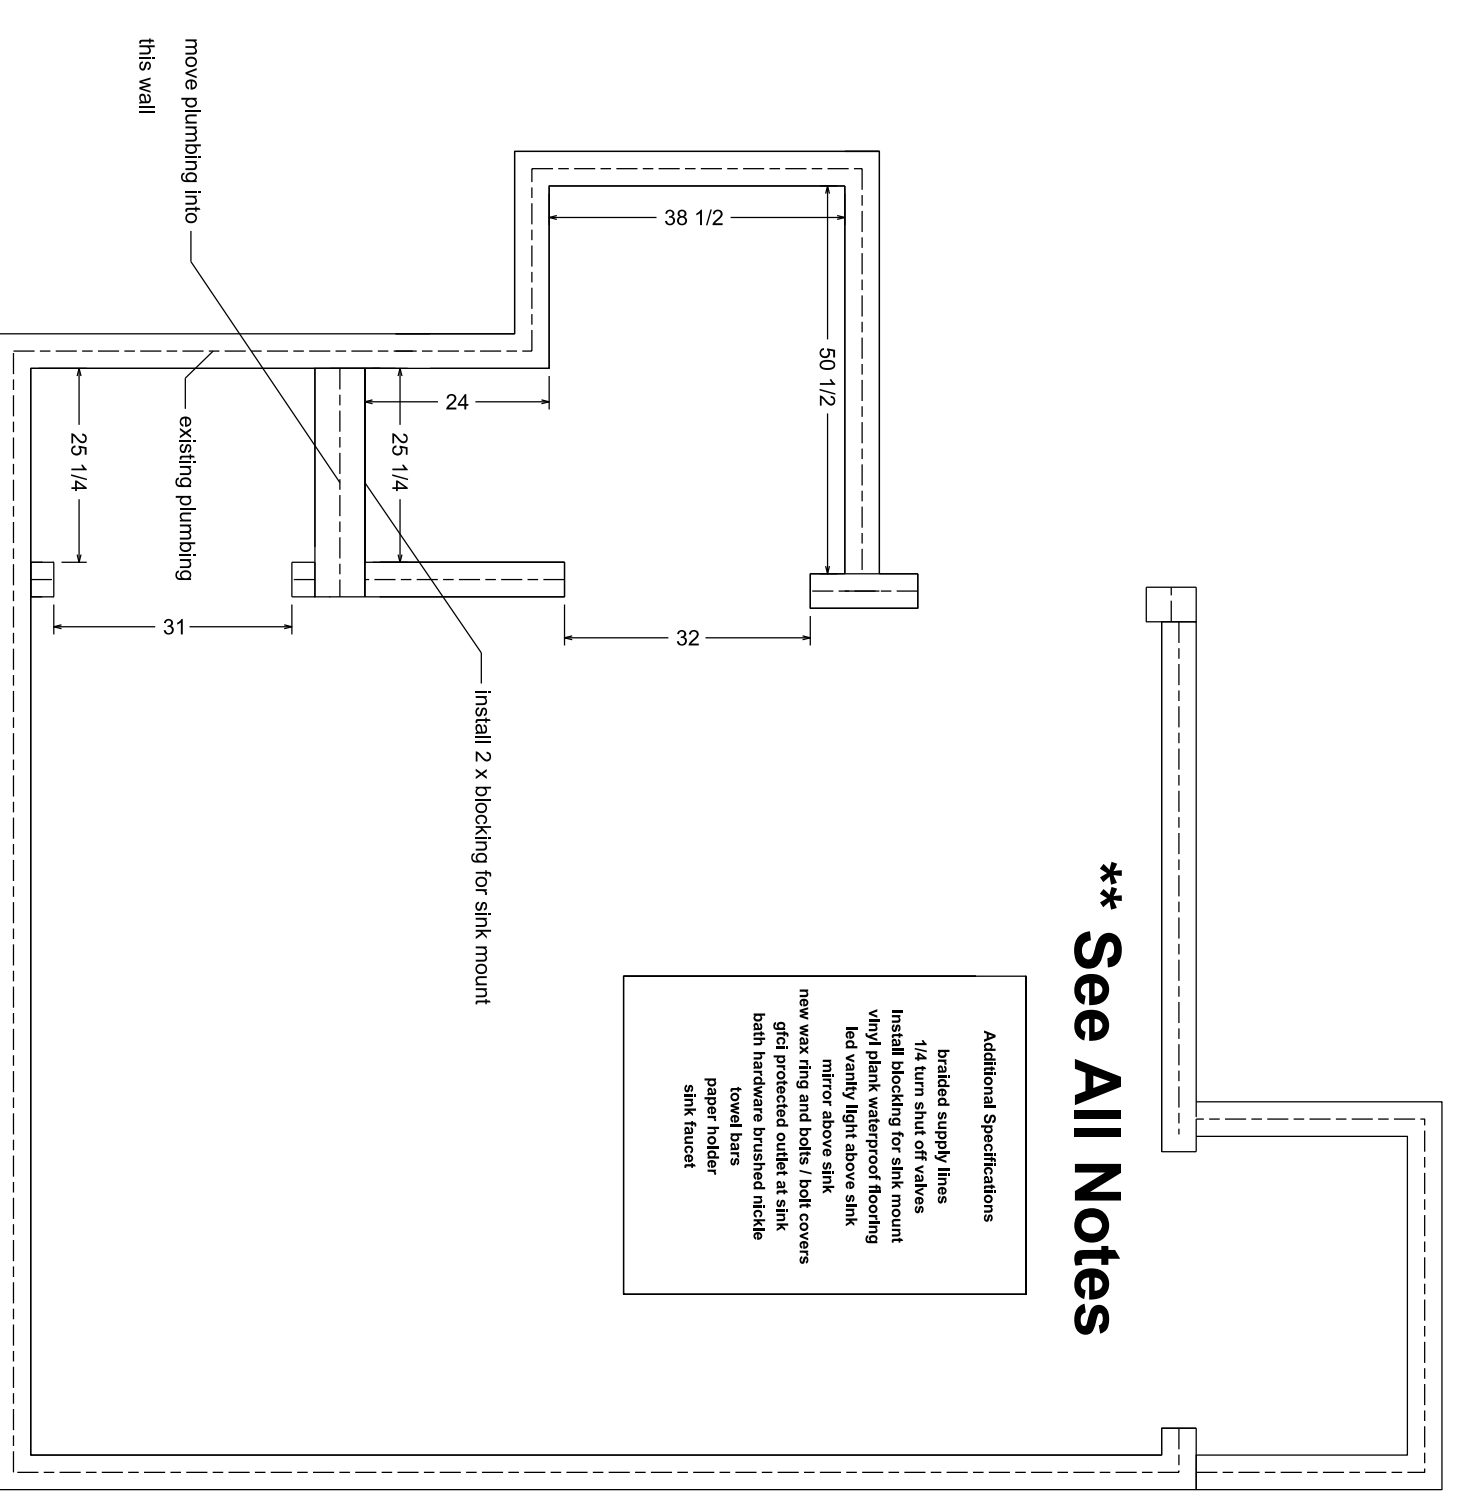 move plumbing into
this wall
38 1/2
50 1/2
24
25 1/4
25 1/4
existing plumbing
31
32
install 2 x blocking for sink mount
** See All Notes
Additional Specifications
braided supply lines
1/4 turn shut off valves
Install blocking for sink mount
vinyl plank waterproof flooring
led vanity light above sink
mirror above sink
new wax ring and bolts / bolt covers
gfci protected outlet at sink
bath hardware brushed nickle
towel bars
paper holder
sink faucet